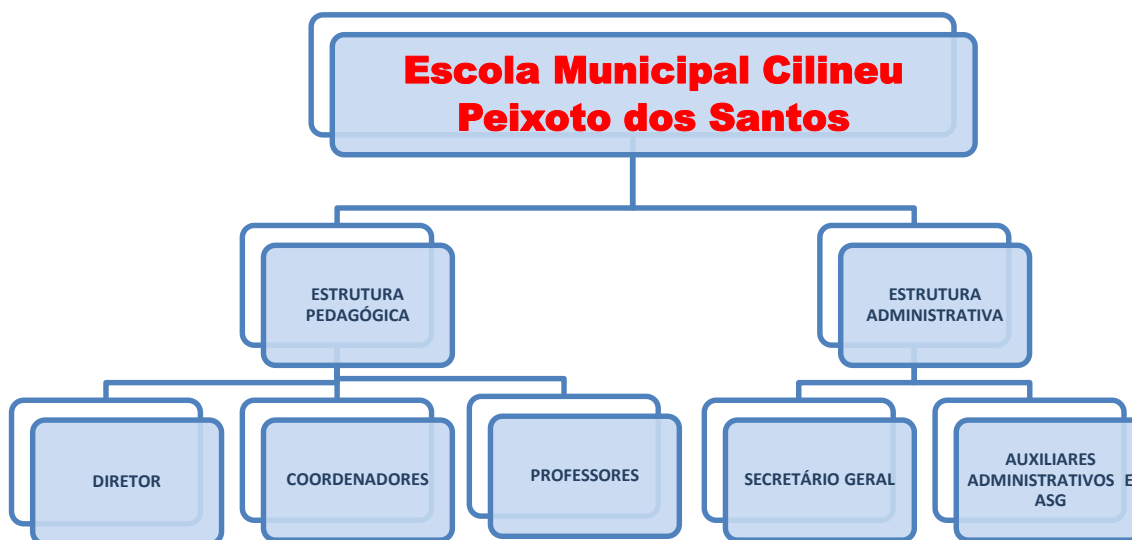 Escola Municipal Cilineu
Peixoto dos Santos
ESTRUTURA
PEDAGÓGICA
ESTRUTURA
ADMINISTRATIVA
DIRETOR
COORDENADORES
PROFESSORES
SECRETÁRIO GERAL
AUXILIARES
ADMINISTRATIVOS E
ASG